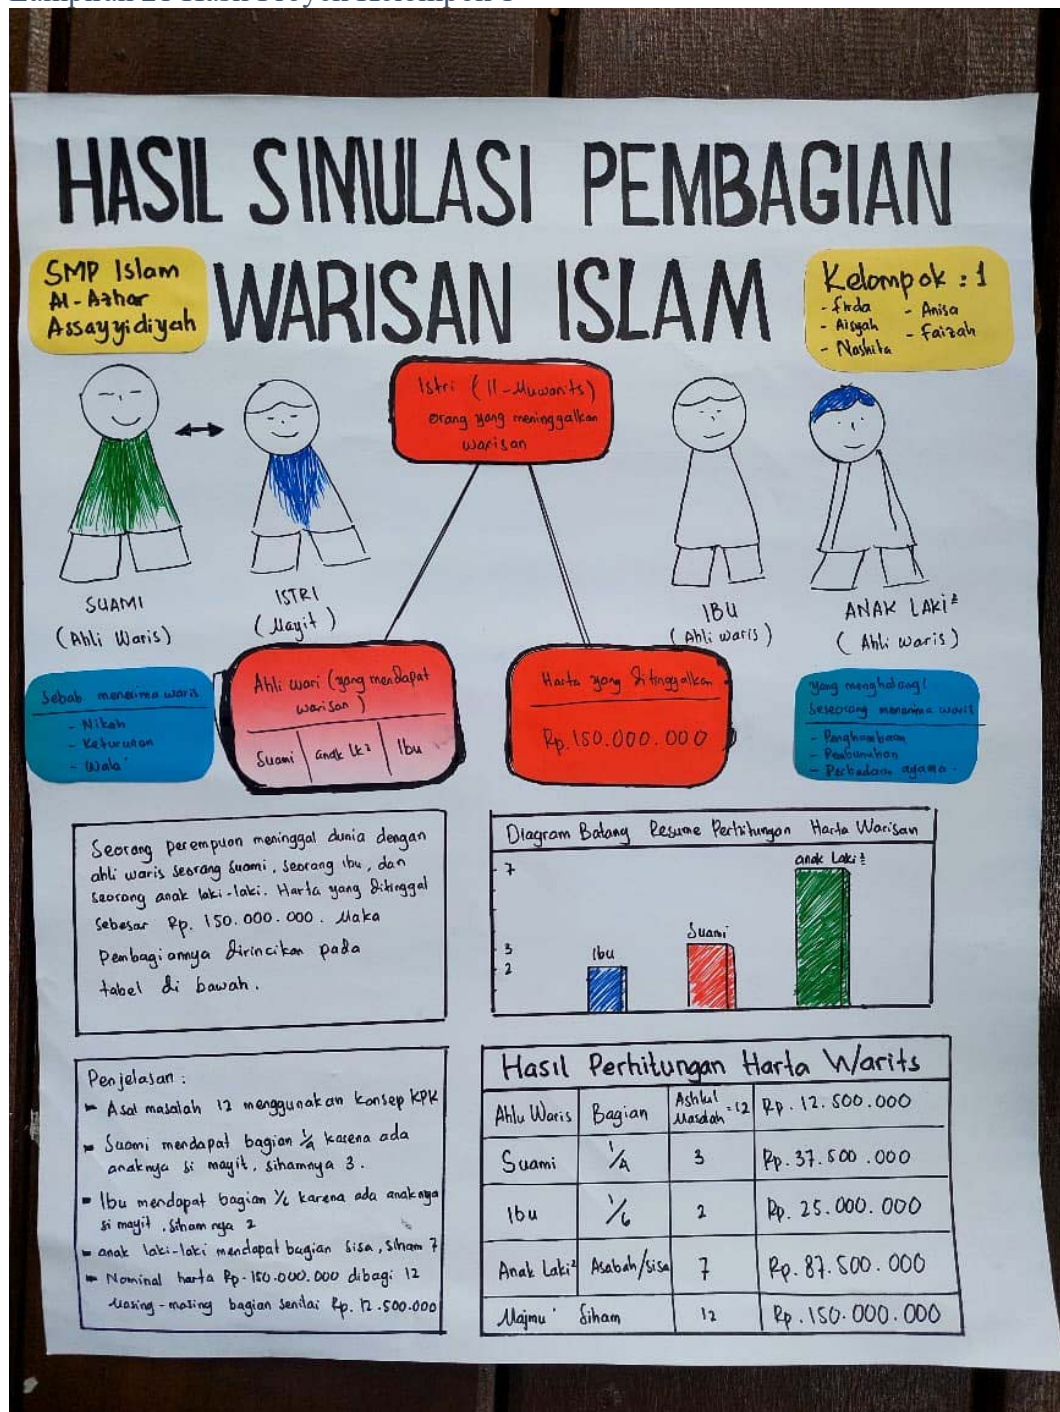 HASIL SIMULASI PEMBAGIAN
WARISAN ISLAM
SMP Islam
Al-Azhar
Assayyidiyah
Kelompok : 1
- Firda
- Aisyah
- Nashita
- Anisa
- Faizah
Istri (Il-Muwarits)
orang yang meninggalkan
warisan
SUAMI
(Ahli Waris)
ISTRI
(Mayit)
IBU
(Ahli waris)
ANAK LAKI²
(Ahli waris)
Sebab menerima waris
- Nikah
- Keturunan
- Wala'
Ahli wari (yang mendapat
warisan)
Suami | anak lk² | Ibu
Harta yang ditinggalkan
Rp. 150.000.000
Yang menghalangi
Seseorang menerima waris
- Penghambaan
- Pembunuhan
- Perbedaan agama
Seorang perempuan meninggal dunia dengan
ahli waris seorang suami, seorang ibu, dan
seorang anak laki-laki. Harta yang ditinggal
sebesar Rp. 150.000.000. Maka
Pembagiannya dirincikan pada
tabel di bawah.
Diagram Batang Resume Perhitungan Harta Warisan
7
3
2
Ibu
Suami
anak Laki²
Penjelasan :
- Asal masalah 12 menggunakan konsep KPK
- Suami mendapat bagian 1/4 karena ada
anaknya si mayit, sihamnya 3.
- Ibu mendapat bagian 1/6 karena ada anaknya
si mayit, siham nya 2
- anak laki-laki mendapat bagian sisa, siham 7
- Nominal harta Rp. 150.000.000 dibagi 12
Masing-masing bagian senilai Rp. 12.500.000
Hasil Perhitungan Harta Warits
Ahlu Waris | Bagian | Ashlul Masalah = 12 | Rp. 12.500.000
Suami | 1/4 | 3 | Rp. 37.500.000
Ibu | 1/6 | 2 | Rp. 25.000.000
Anak Laki² | Asabah/sisa | 7 | Rp. 87.500.000
Majmu' Siham | 12 | Rp. 150.000.000